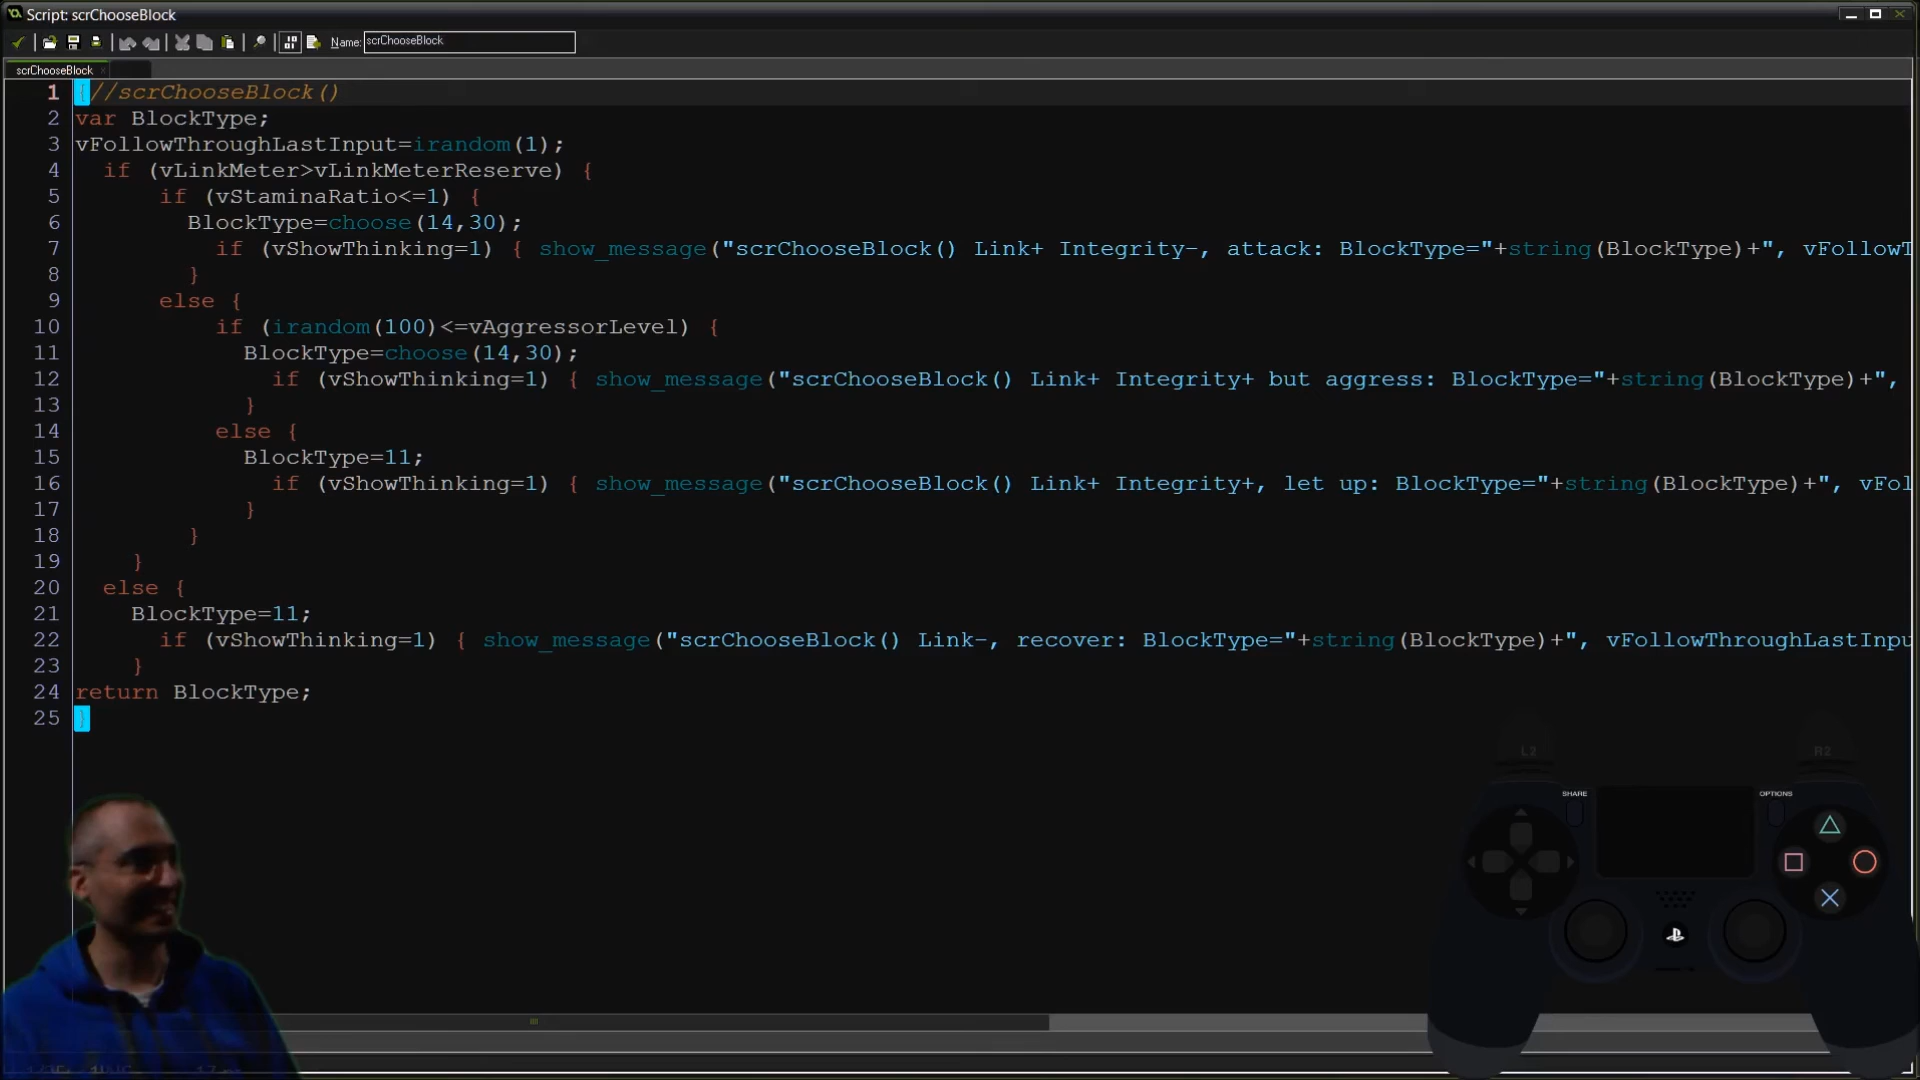 Script: scrChooseBlock
Name: scrChooseBlock
scrChooseBlock
1 {//scrChooseBlock()
2 var BlockType;
3 vFollowThroughLastInput=irandom(1);
4 if (vLinkMeter>vLinkMeterReserve) {
5 if (vStaminaRatio<=1) {
6 BlockType=choose(14,30);
7 if (vShowThinking=1) { show_message("scrChooseBlock() Link+ Integrity-, attack: BlockType="+string(BlockType)+", vFollowT
8 }
9 else {
10 if (irandom(100)<=vAggressorLevel) {
11 BlockType=choose(14,30);
12 if (vShowThinking=1) { show_message("scrChooseBlock() Link+ Integrity+ but aggress: BlockType="+string(BlockType)+",
13 }
14 else {
15 BlockType=11;
16 if (vShowThinking=1) { show_message("scrChooseBlock() Link+ Integrity+, let up: BlockType="+string(BlockType)+", vFol
17 }
18 }
19 }
20 else {
21 BlockType=11;
22 if (vShowThinking=1) { show_message("scrChooseBlock() Link-, recover: BlockType="+string(BlockType)+", vFollowThroughLastInpu
23 }
24 return BlockType;
25 }
L2
R2
SHARE
OPTIONS